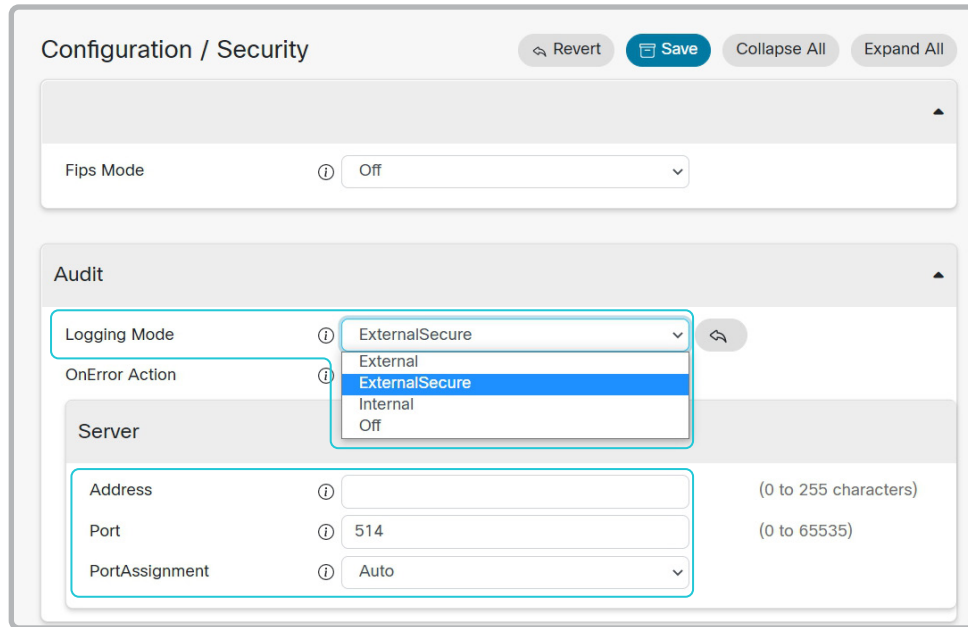 Configuration / Security
Revert
Save
Collapse All
Expand All
Fips Mode
Off
Audit
Logging Mode
ExternalSecure
External
OnError Action
ExternalSecure
Internal
Off
Server
Address
(0 to 255 characters)
Port
514
(0 to 65535)
PortAssignment
Auto